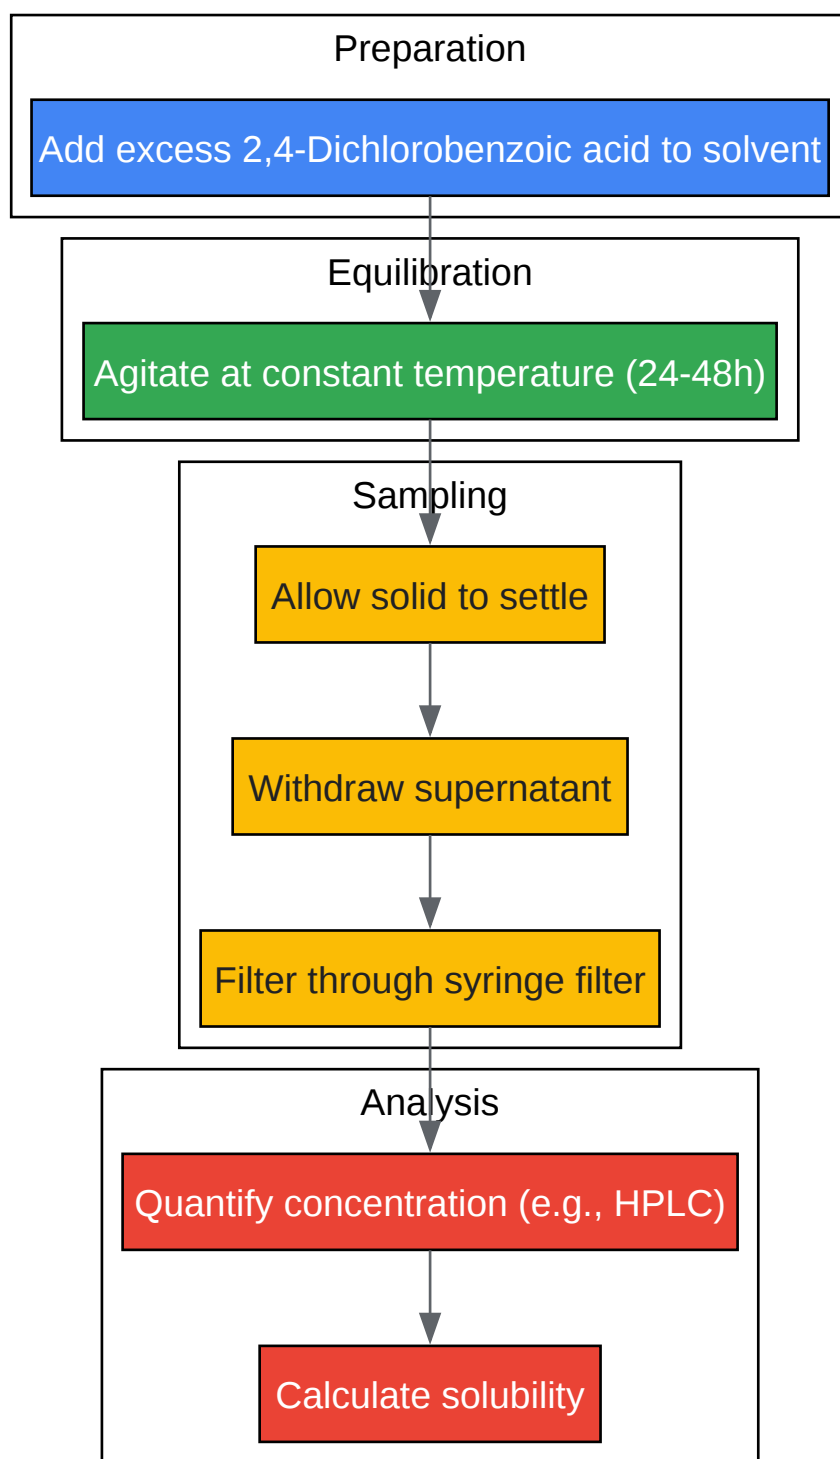 Preparation
Add excess 2,4-Dichlorobenzoic acid to solvent
Equilibration
Agitate at constant temperature (24-48h)
Sampling
Allow solid to settle
Withdraw supernatant
Filter through syringe filter
Analysis
Quantify concentration (e.g., HPLC)
Calculate solubility